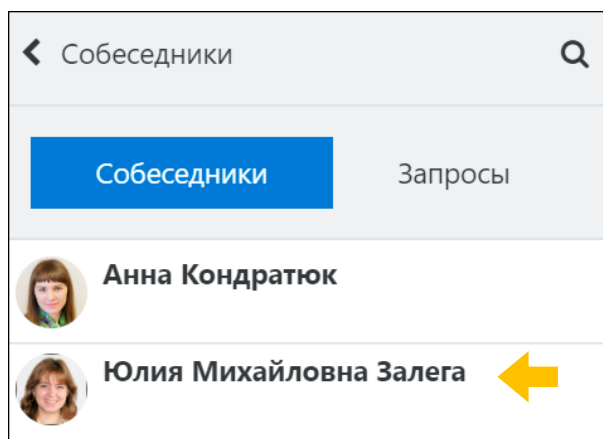 Собеседники
Собеседники Запросы
Анна Кондратюк
Юлия Михайловна Залега